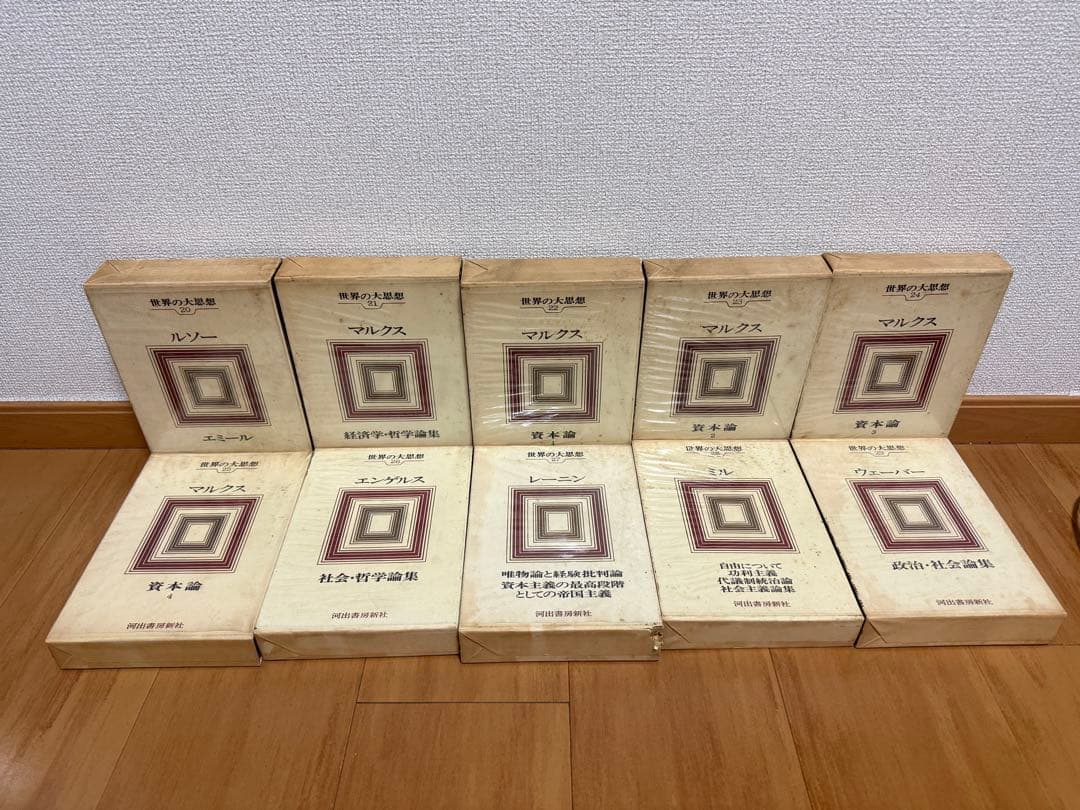 世界の大思想
20
ルソー
エミール
世界の大思想
21
マルクス
経済学・哲学論集
世界の大思想
22
マルクス
資本論
世界の大思想
23
マルクス
資本論
2
世界の大思想
24
マルクス
資本論
3
世界の大思想
25
マルクス
資本論
4
河出書房新社
世界の大思想
26
エンゲルス
社会・哲学論集
世界の大思想
27
レーニン
唯物論と経験批判論
資本主義の最高段階
としての帝国主義
河出書房新社
世界の大思想
28
ミル
自由について
功利主義
代議制統治論
社会主義論集
河出書房新社
世界の大思想
29
ウェーバー
政治・社会論集
河出書房新社